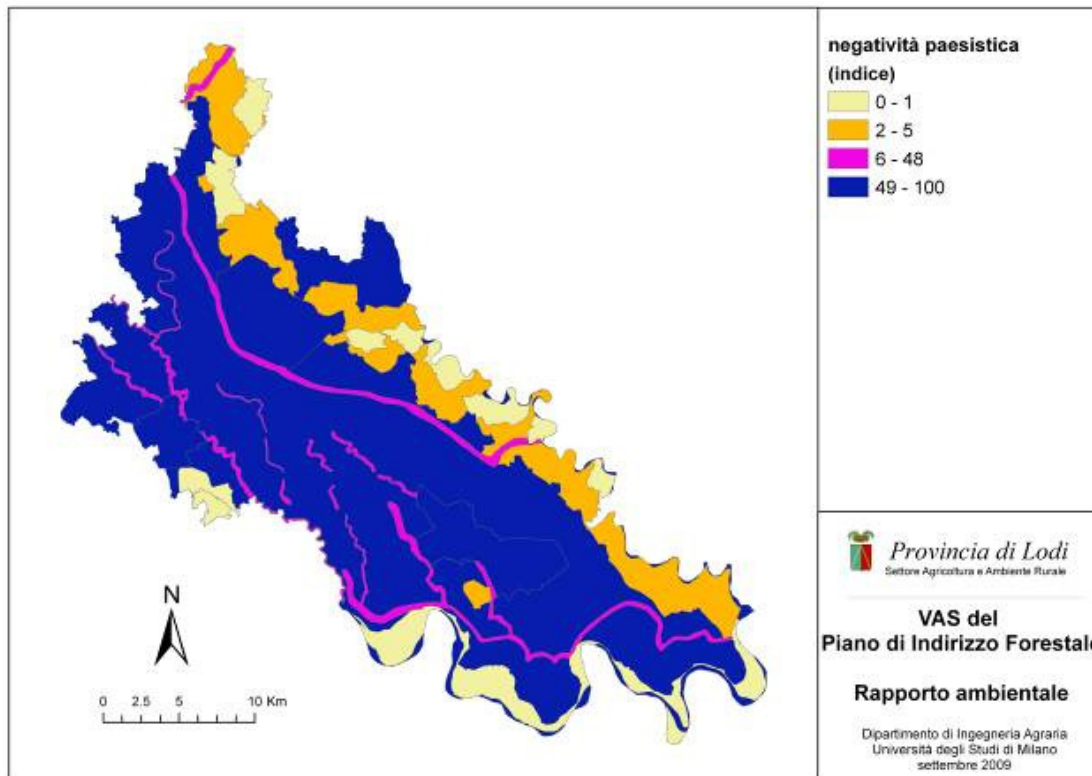 negatività paesistica
(indice)
0 - 1
2 - 5
6 - 48
49 - 100
N
0 2.5 5 10 Km
Provincia di Lodi
Settore Agricoltura e Ambiente Rurale
VAS del
Piano di Indirizzo Forestale
Rapporto ambientale
Dipartimento di Ingegneria Agraria
Università degli Studi di Milano
settembre 2009